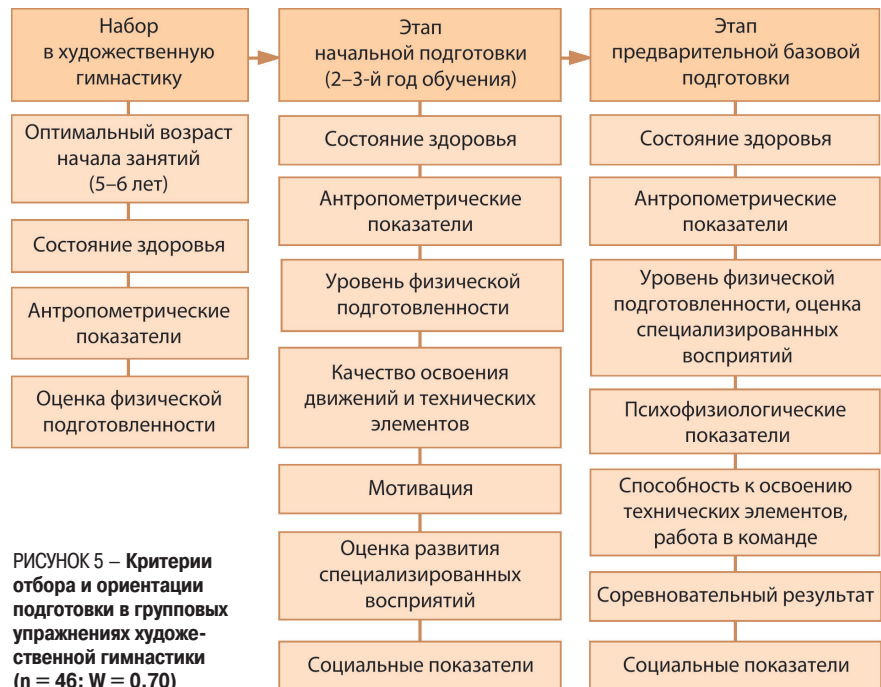 Набор
в художественную
гимнастику
Оптимальный возраст
начала занятий
(5–6 лет)
Состояние здоровья
Антропометрические
показатели
Оценка физической
подготовленности
Этап
начальной подготовки
(2–3-й год обучения)
Состояние здоровья
Антропометрические
показатели
Уровень физической
подготовленности
Качество освоения
движений и технических
элементов
Мотивация
Оценка развития
специализированных
восприятий
Социальные показатели
Этап
предварительной базовой
подготовки
Состояние здоровья
Антропометрические
показатели
Уровень физической
подготовленности, оценка
специализированных
восприятий
Психофизиологические
показатели
Способность к освоению
технических элементов,
работа в команде
Соревновательный результат
Социальные показатели
РИСУНОК 5 – Критерии
отбора и ориентации
подготовки в групповых
упражнениях художе-
ственной гимнастики
(n = 46; W = 0,70)